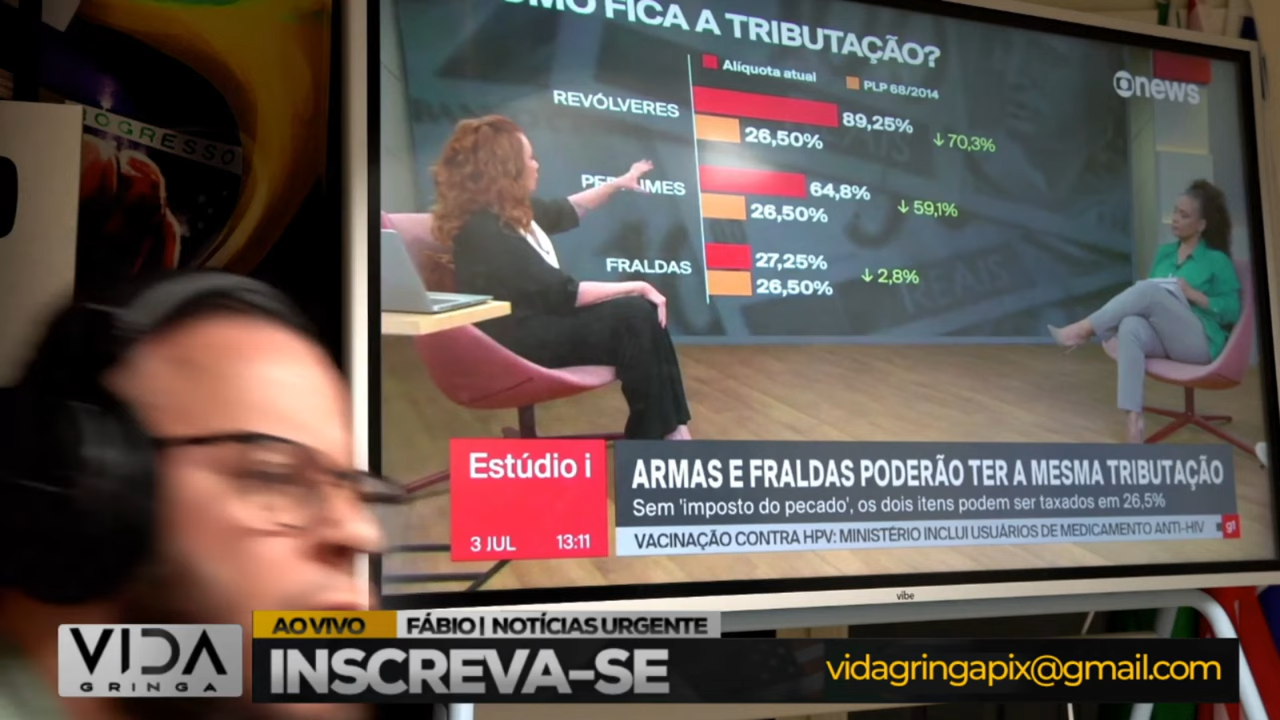 COMO FICA A TRIBUTAÇÃO?
Alíquota atual
PLP 68/2014
news
REVÓLVERES
89,25%
26,50%
↓70,3%
64,8%
26,50%
↓59,1%
FRALDAS
27,25%
26,50%
↓2,8%
REAIS
Estúdio i
3 JUL 13:11
ARMAS E FRALDAS PODERÃO TER A MESMA TRIBUTAÇÃO
Sem 'imposto do pecado', os dois itens podem ser taxados em 26,5%
VACINAÇÃO CONTRA HPV: MINISTÉRIO INCLUI USUÁRIOS DE MEDICAMENTO ANTI-HIV
g1
vibe
VIDA
GRINGA
AO VIVO
FÁBIO | NOTÍCIAS URGENTE
INSCREVA-SE
vidagringapix@gmail.com